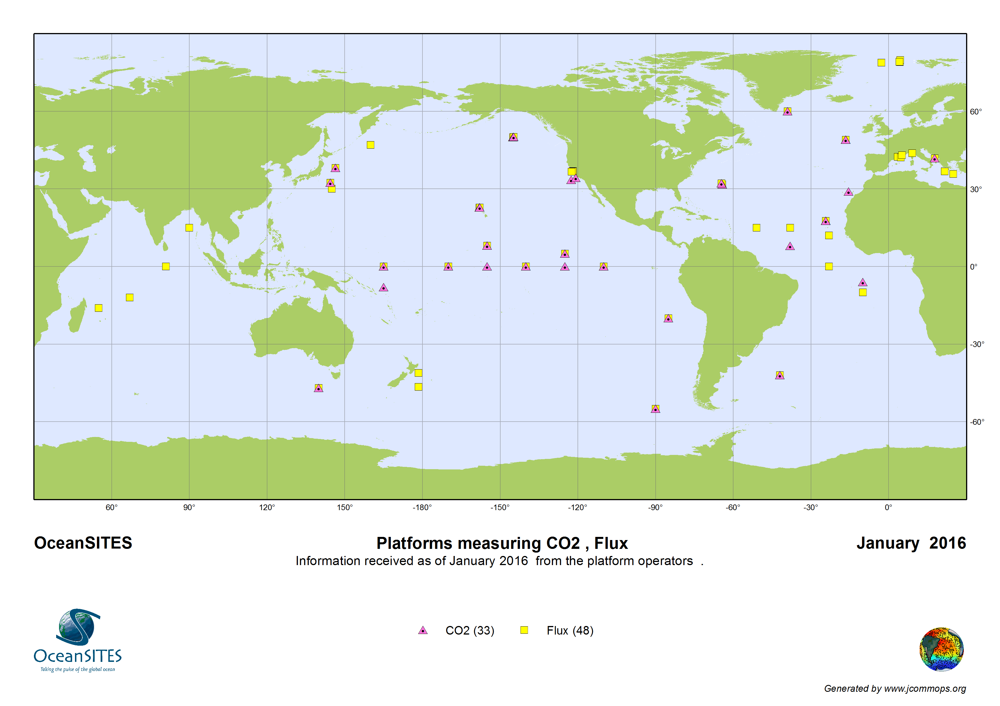 60°
30°
0°
-30°
-60°
60° 90° 120° 150° -180° -150° -120° -90° -60° -30° 0°
OceanSITES Platforms measuring CO2 , Flux January 2016
Information received as of January 2016 from the platform operators .
CO2 (33) Flux (48)
OceanSITES
Taking the pulse of the global ocean
Generated by www.jcommops.org